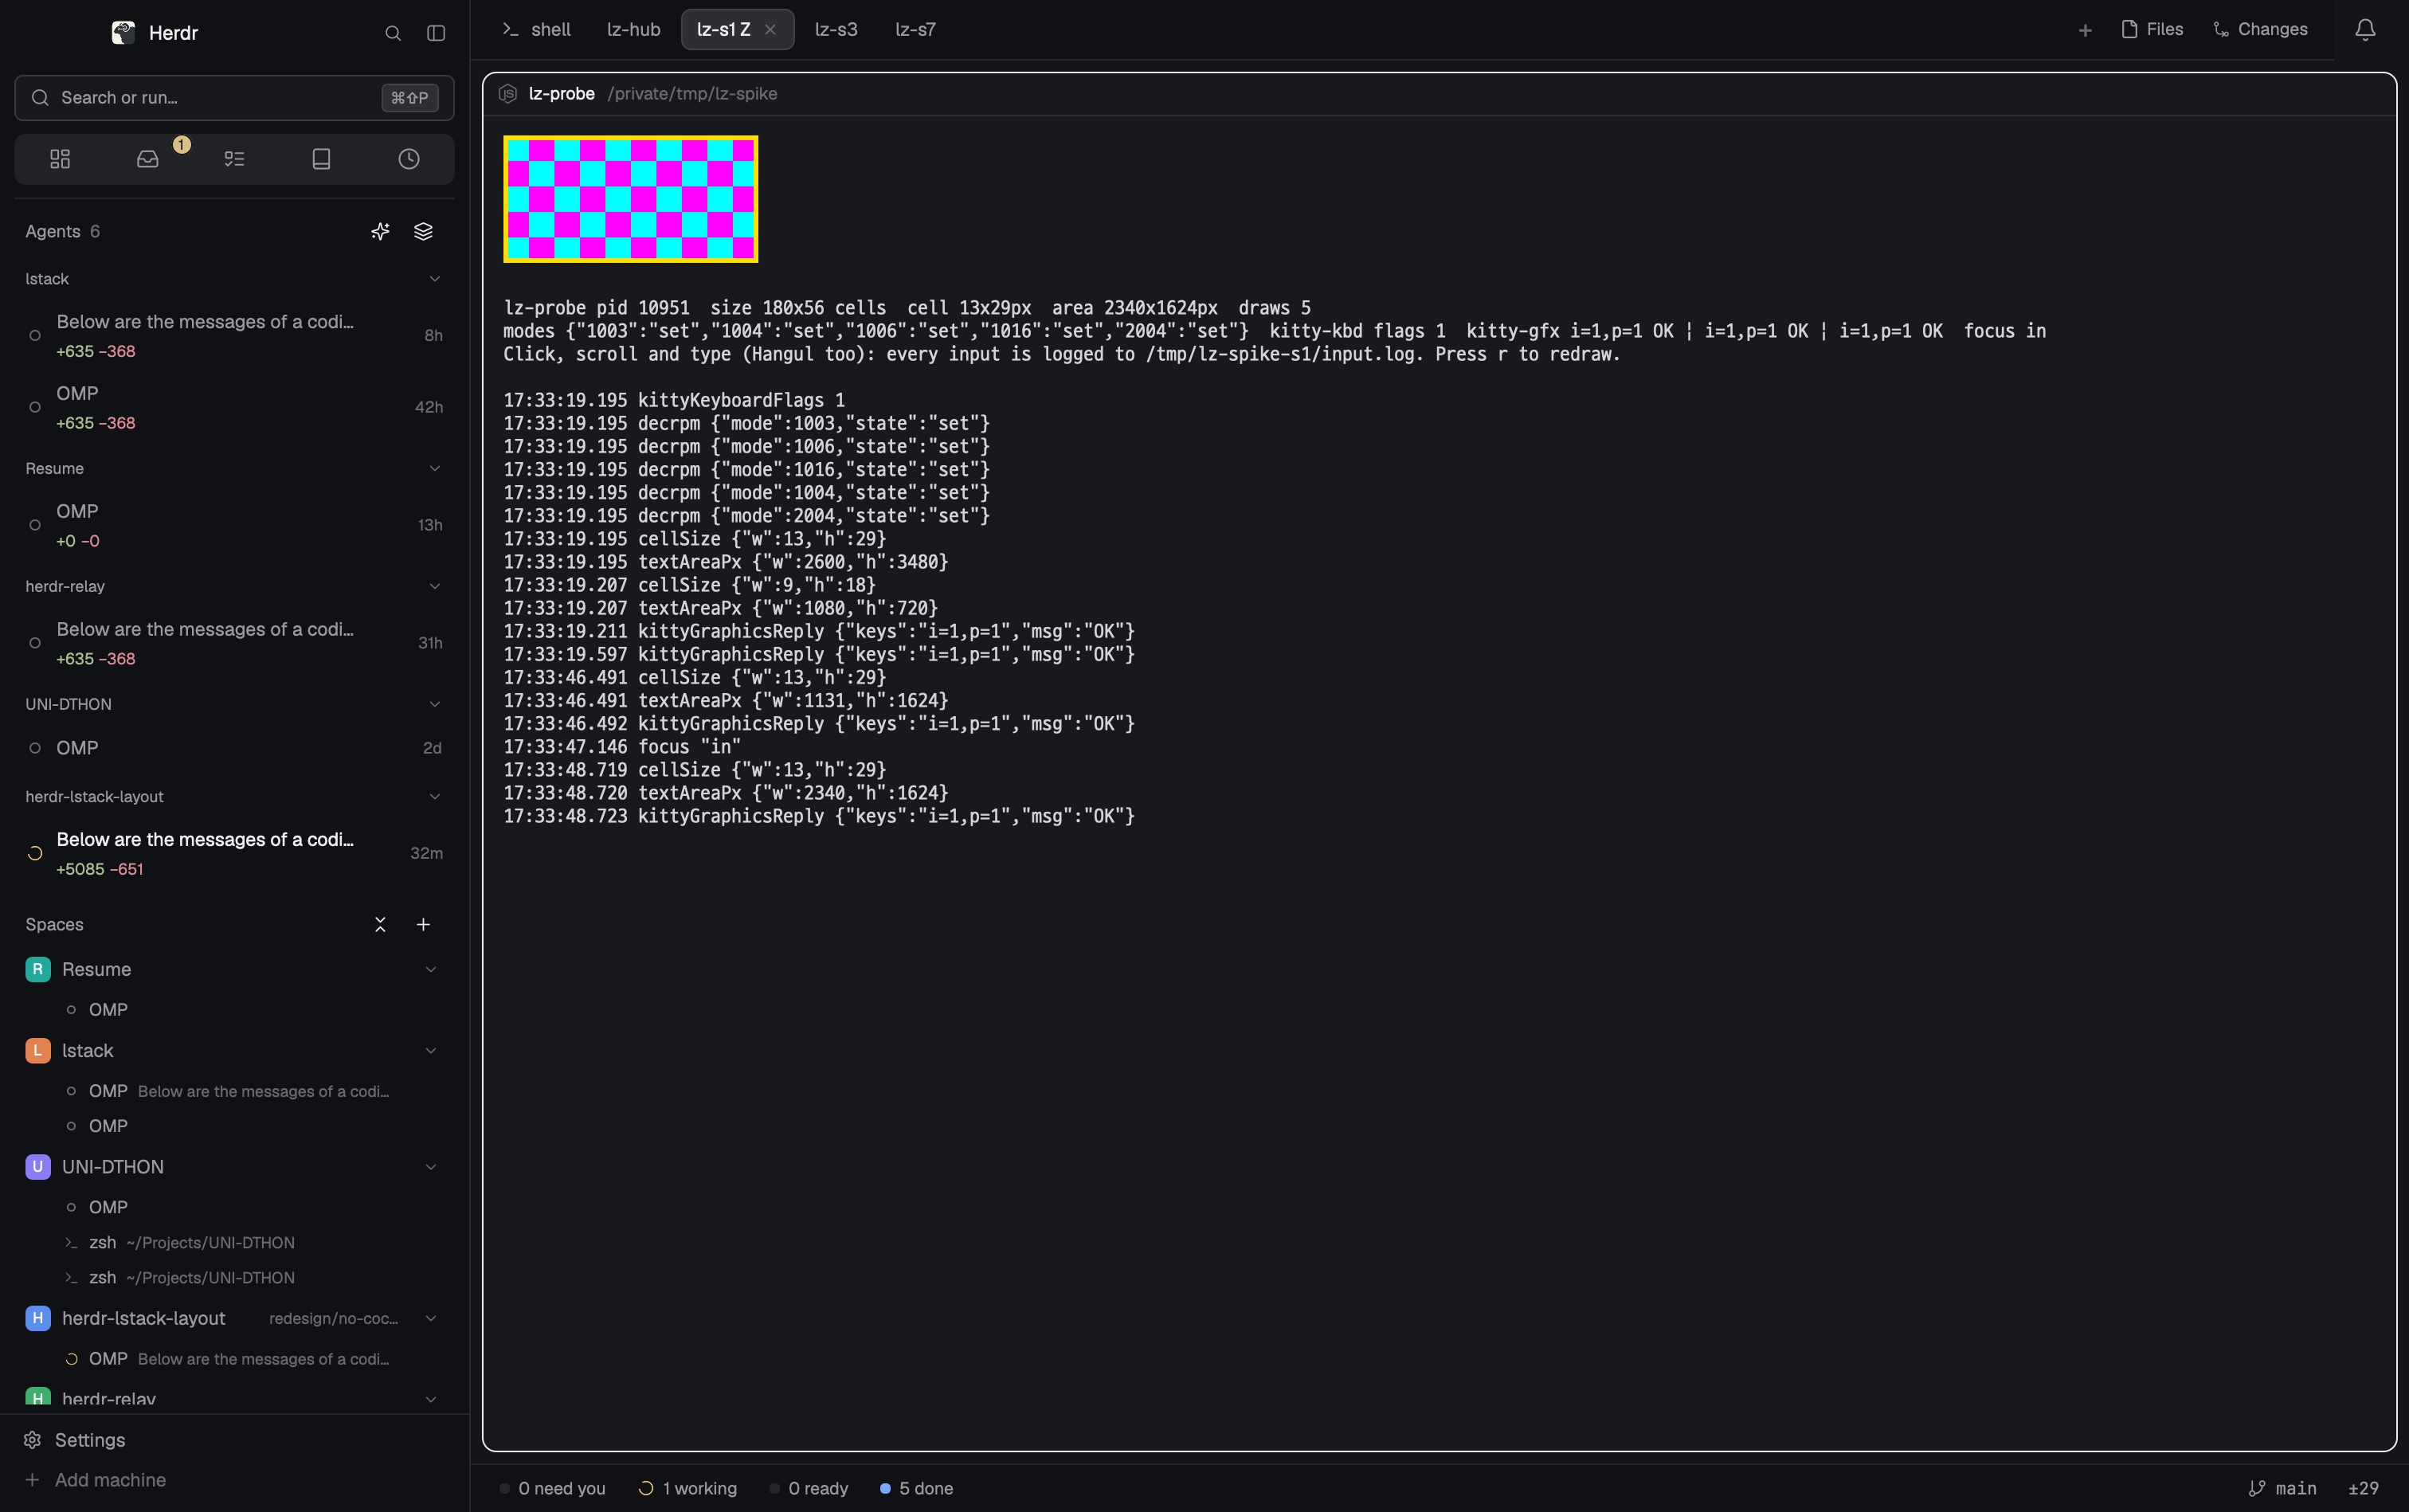 Herdr
Search or run...
⌘⇧P
1
Agents 6
lstack
Below are the messages of a codi...
8h
+635 −368
OMP
42h
+635 −368
Resume
OMP
13h
+0 −0
herdr-relay
Below are the messages of a codi...
31h
+635 −368
UNI-DTHON
OMP
2d
herdr-lstack-layout
Below are the messages of a codi...
32m
+5085 −651
Spaces
R Resume
OMP
L lstack
OMP Below are the messages of a codi...
OMP
U UNI-DTHON
OMP
zsh ~/Projects/UNI-DTHON
zsh ~/Projects/UNI-DTHON
H herdr-lstack-layout redesign/no-coc...
OMP Below are the messages of a codi...
H herdr-relay
Settings
Add machine
shell lz-hub lz-s1 Z lz-s3 lz-s7 Files Changes
JS lz-probe /private/tmp/lz-spike
lz-probe pid 10951 size 180x56 cells cell 13x29px area 2340x1624px draws 5
modes {"1003":"set","1004":"set","1006":"set","1016":"set","2004":"set"} kitty-kbd flags 1 kitty-gfx i=1,p=1 OK ¦ i=1,p=1 OK ¦ i=1,p=1 OK focus in
Click, scroll and type (Hangul too): every input is logged to /tmp/lz-spike-s1/input.log. Press r to redraw.
17:33:19.195 kittyKeyboardFlags 1
17:33:19.195 decrpm {"mode":1003,"state":"set"}
17:33:19.195 decrpm {"mode":1006,"state":"set"}
17:33:19.195 decrpm {"mode":1016,"state":"set"}
17:33:19.195 decrpm {"mode":1004,"state":"set"}
17:33:19.195 decrpm {"mode":2004,"state":"set"}
17:33:19.195 cellSize {"w":13,"h":29}
17:33:19.195 textAreaPx {"w":2600,"h":3480}
17:33:19.207 cellSize {"w":9,"h":18}
17:33:19.207 textAreaPx {"w":1080,"h":720}
17:33:19.211 kittyGraphicsReply {"keys":"i=1,p=1","msg":"OK"}
17:33:19.597 kittyGraphicsReply {"keys":"i=1,p=1","msg":"OK"}
17:33:46.491 cellSize {"w":13,"h":29}
17:33:46.491 textAreaPx {"w":1131,"h":1624}
17:33:46.492 kittyGraphicsReply {"keys":"i=1,p=1","msg":"OK"}
17:33:47.146 focus "in"
17:33:48.719 cellSize {"w":13,"h":29}
17:33:48.720 textAreaPx {"w":2340,"h":1624}
17:33:48.723 kittyGraphicsReply {"keys":"i=1,p=1","msg":"OK"}
0 need you 1 working 0 ready 5 done main ±29